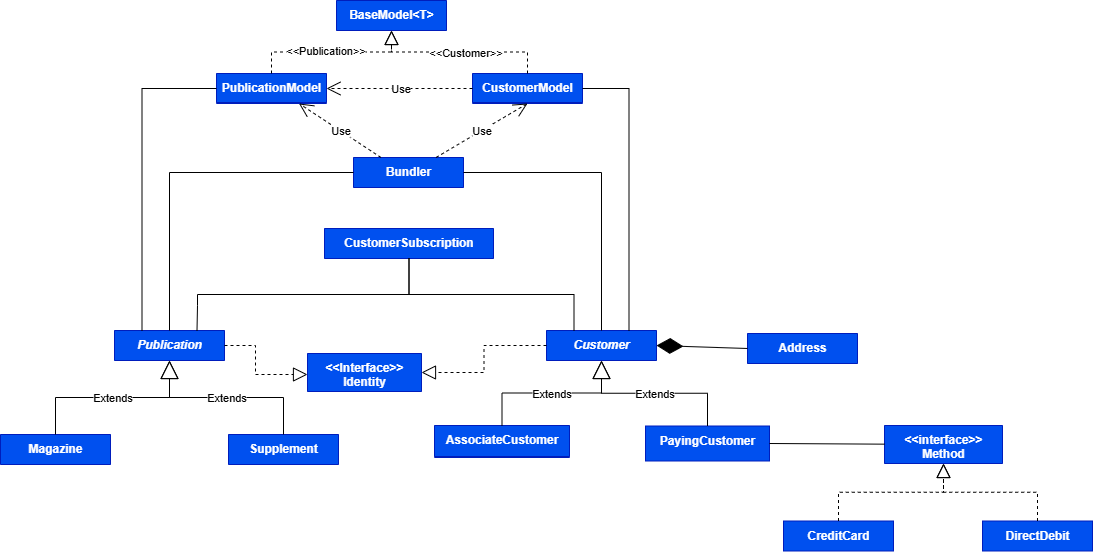 BaseModel<T>
<<Publication>>
<<Customer>>
PublicationModel
Use
CustomerModel
Use
Use
Bundler
CustomerSubscription
Publication
Customer
Address
<<Interface>>
Identity
Extends
Extends
Extends
Extends
Magazine
Supplement
AssociateCustomer
PayingCustomer
<<interface>>
Method
CreditCard
DirectDebit